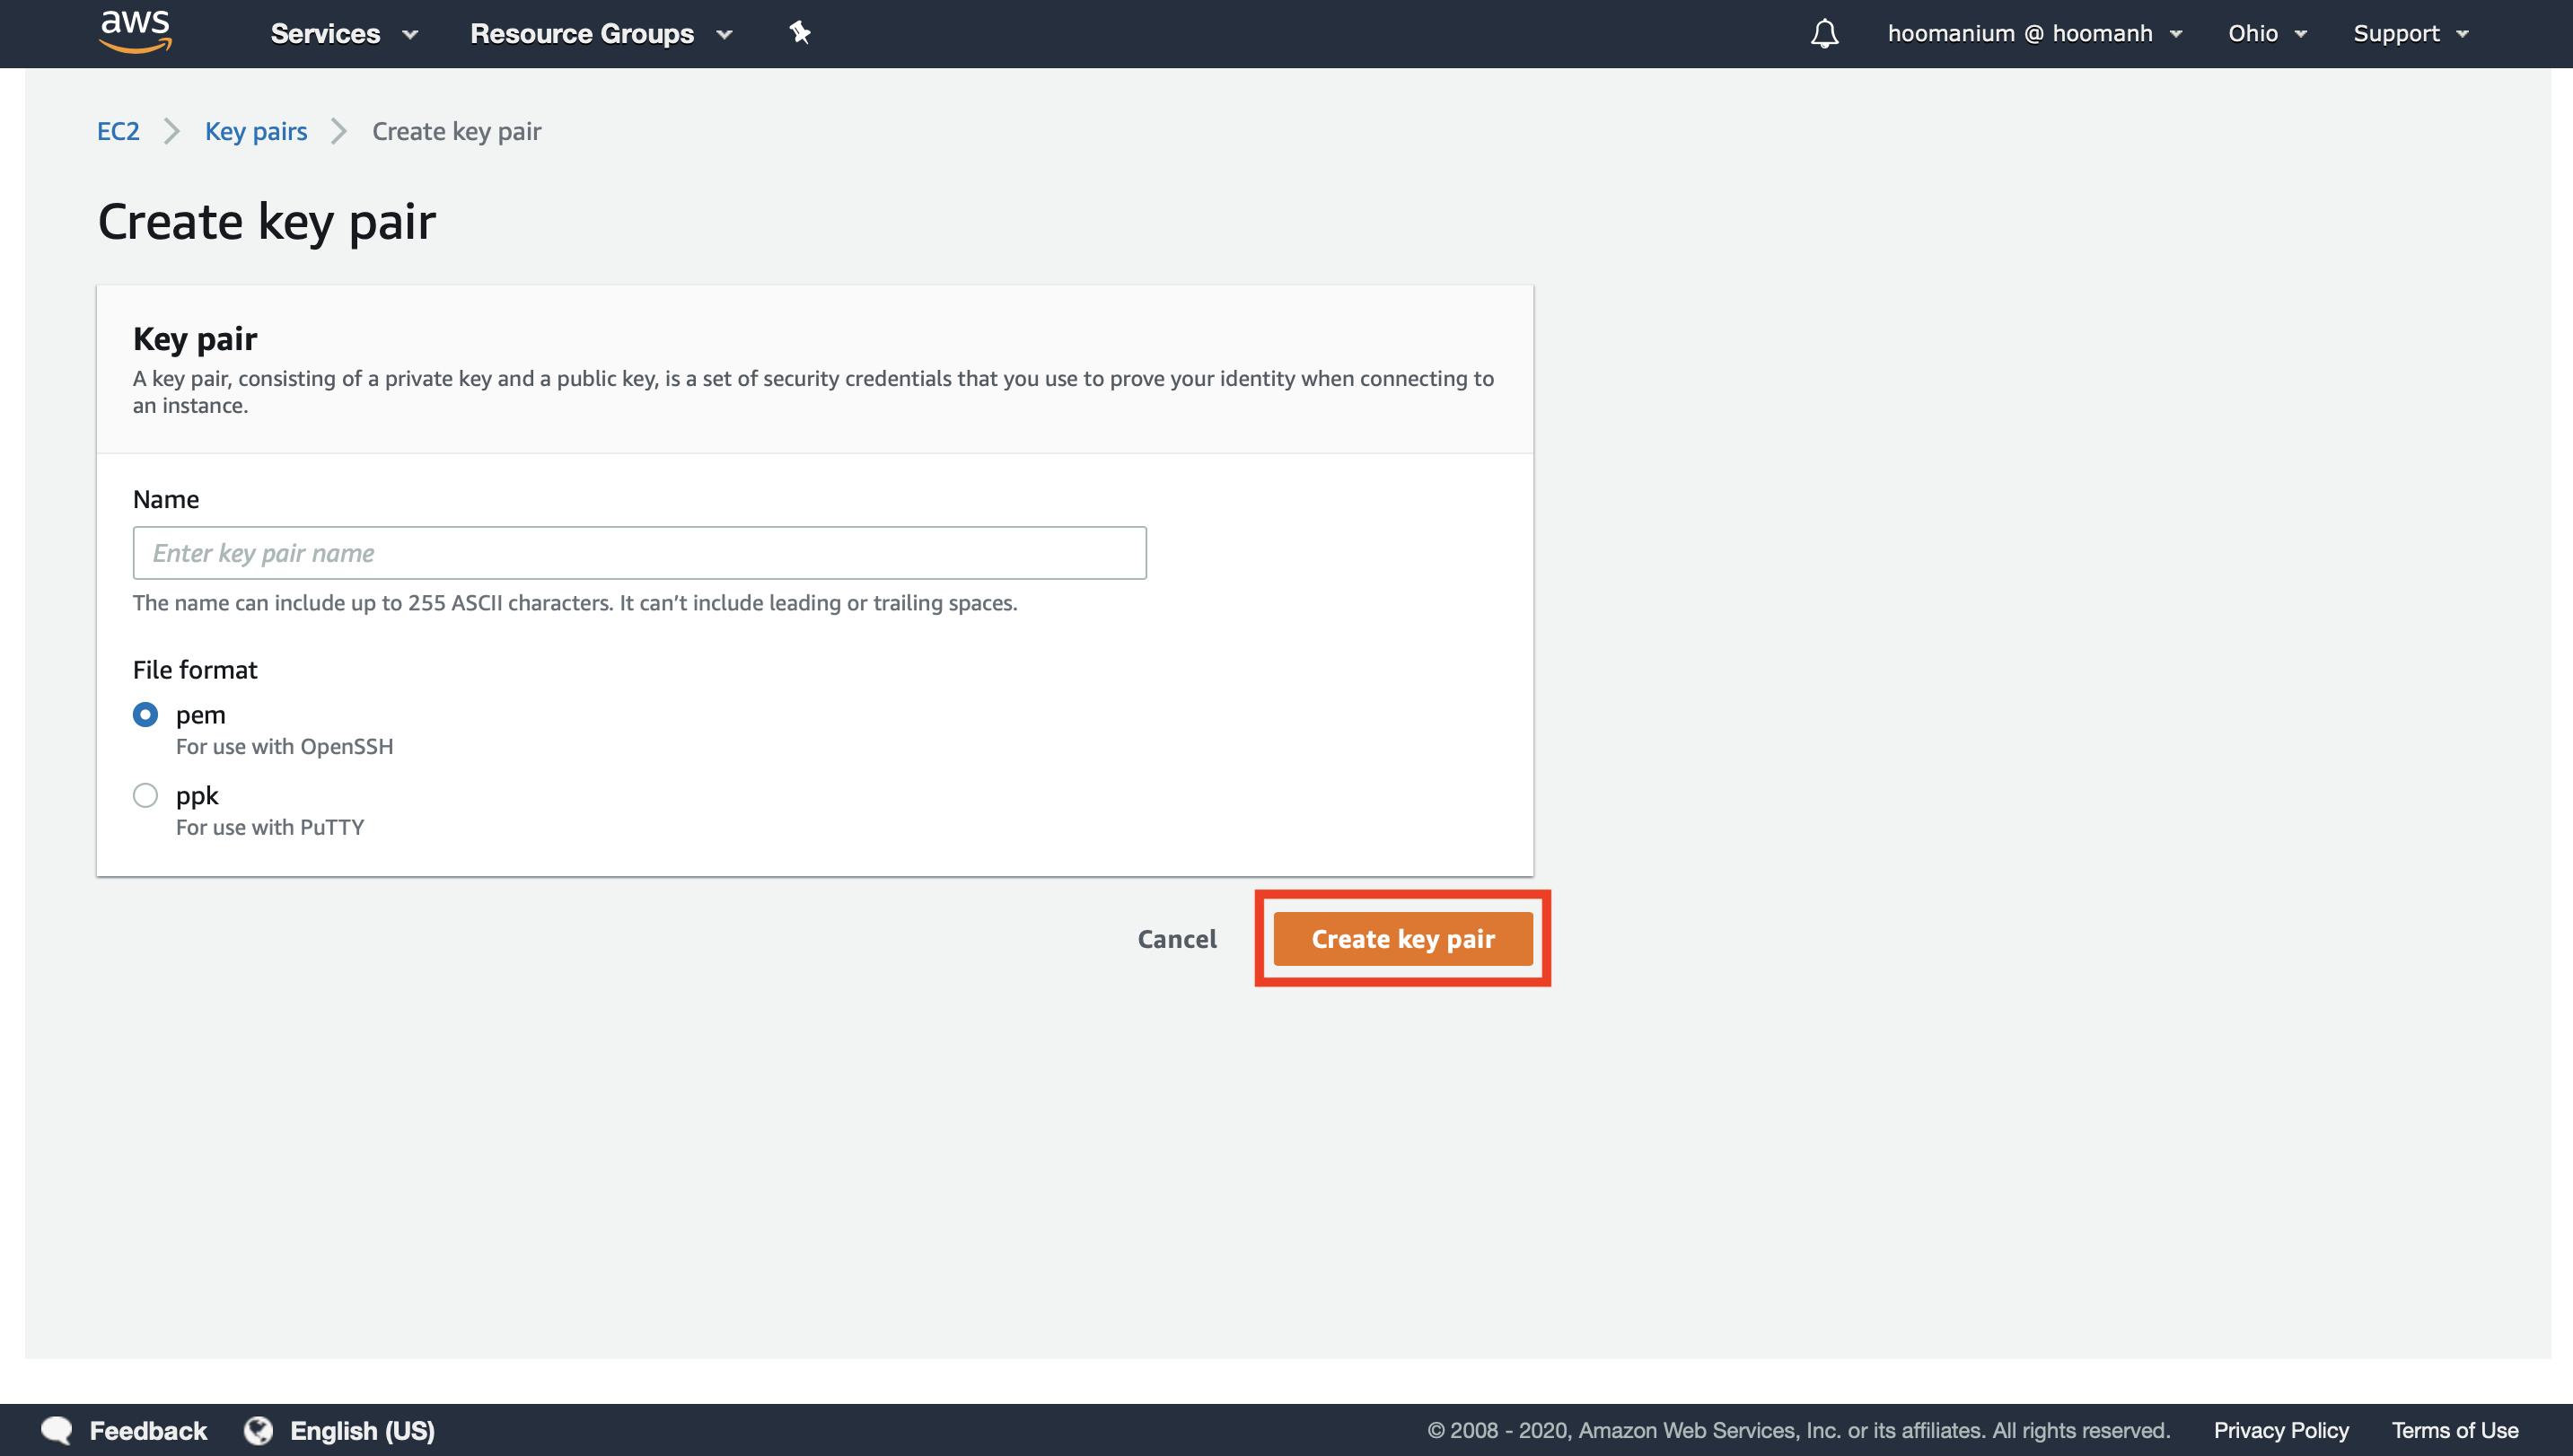 aws Services Resource Groups hoomanium @ hoomanh Ohio Support
EC2 Key pairs Create key pair
Create key pair
Key pair
A key pair, consisting of a private key and a public key, is a set of security credentials that you use to prove your identity when connecting to
an instance.
Name
Enter key pair name
The name can include up to 255 ASCII characters. It can’t include leading or trailing spaces.
File format
pem
For use with OpenSSH
ppk
For use with PuTTY
Cancel Create key pair
Feedback English (US) © 2008 - 2020, Amazon Web Services, Inc. or its affiliates. All rights reserved. Privacy Policy Terms of Use